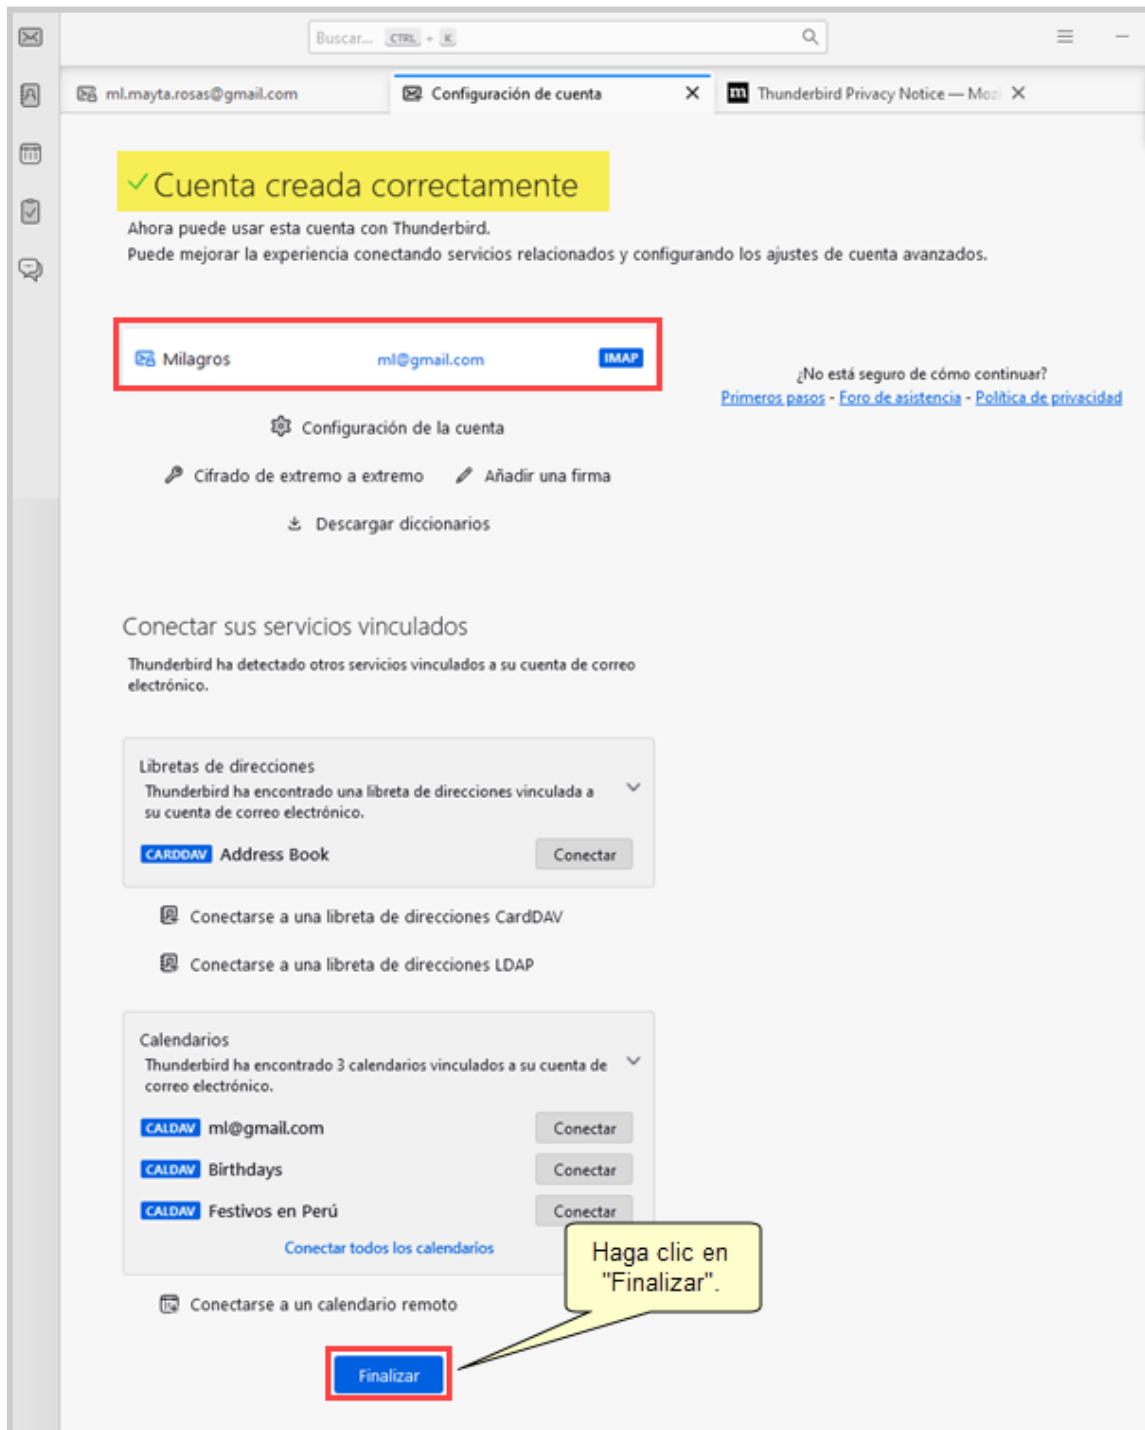 Buscar... CTRL + K
ml.mayta.rosas@gmail.com
Configuración de cuenta
Thunderbird Privacy Notice — Mozi
Cuenta creada correctamente
Ahora puede usar esta cuenta con Thunderbird.
Puede mejorar la experiencia conectando servicios relacionados y configurando los ajustes de cuenta avanzados.
Milagros ml@gmail.com IMAP
¿No está seguro de cómo continuar?
Primeros pasos - Foro de asistencia - Política de privacidad
Configuración de la cuenta
Cifrado de extremo a extremo Añadir una firma
Descargar diccionarios
Conectar sus servicios vinculados
Thunderbird ha detectado otros servicios vinculados a su cuenta de correo
electrónico.
Libretas de direcciones
Thunderbird ha encontrado una libreta de direcciones vinculada a
su cuenta de correo electrónico.
CARDDAV Address Book Conectar
Conectarse a una libreta de direcciones CardDAV
Conectarse a una libreta de direcciones LDAP
Calendarios
Thunderbird ha encontrado 3 calendarios vinculados a su cuenta de
correo electrónico.
CALDAV ml@gmail.com Conectar
CALDAV Birthdays Conectar
CALDAV Festivos en Perú Conectar
Conectar todos los calendarios
Haga clic en
"Finalizar".
Conectarse a un calendario remoto
Finalizar